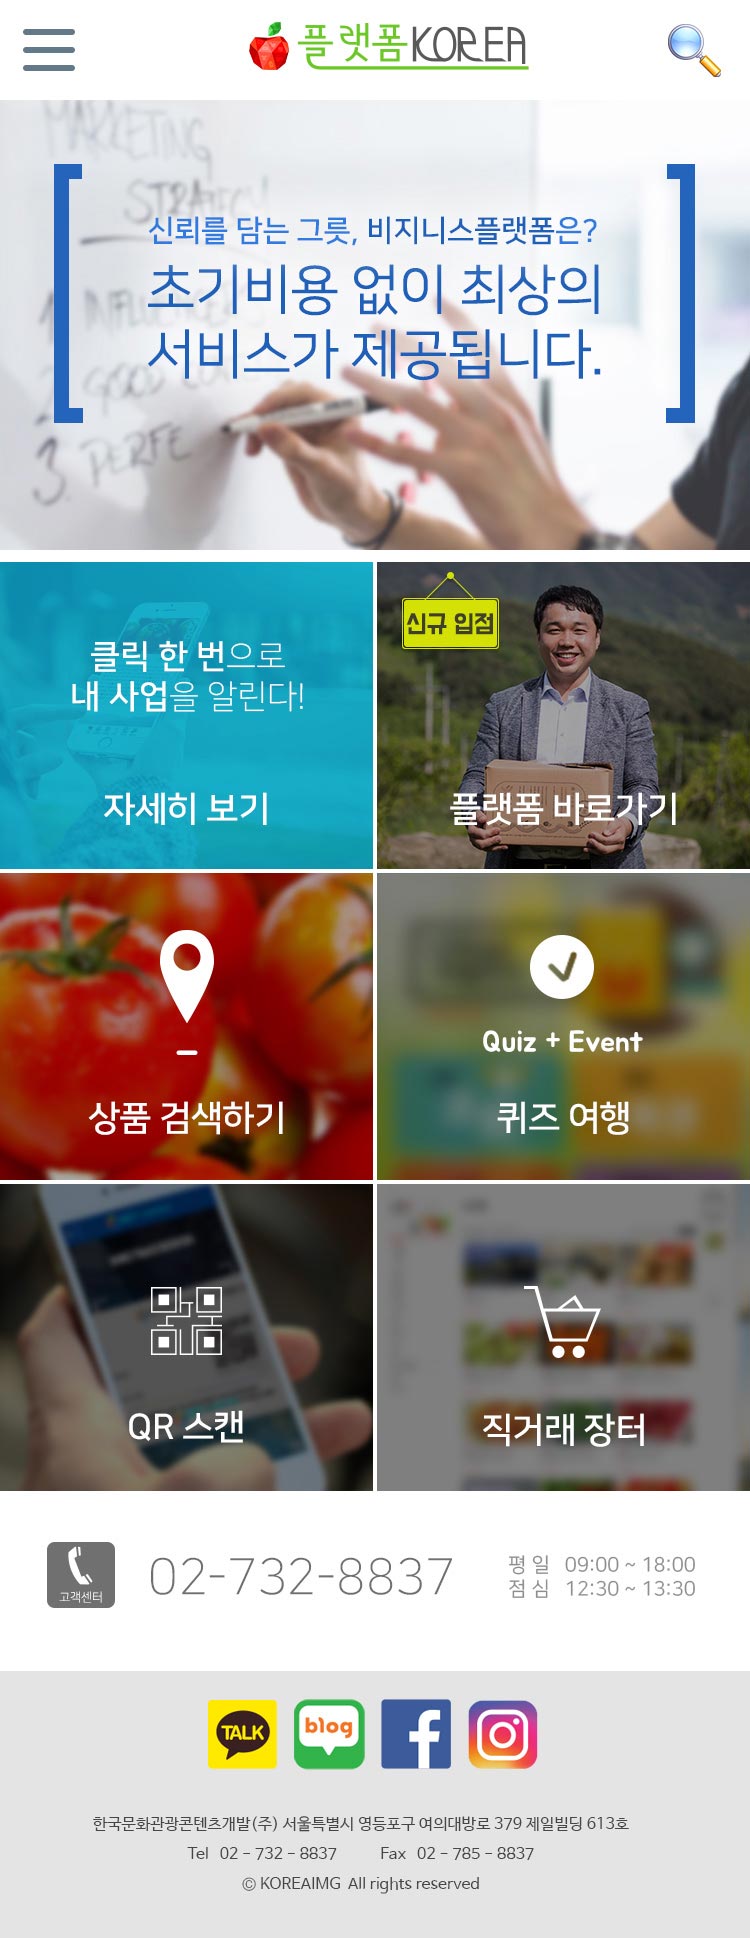 플랫폼KOREA
MARKETING
STRATEGY
신뢰를 담는 그릇, 비지니스플랫폼은?
초기비용 없이 최상의
서비스가 제공됩니다.
3. PERFE
클릭 한 번으로
내 사업을 알린다!
자세히 보기
신규 입점
플랫폼 바로가기
상품 검색하기
Quiz + Event
퀴즈 여행
QR 스캔
직거래 장터
고객센터
02-732-8837
평 일 09:00 ~ 18:00
점 심 12:30 ~ 13:30
TALK
blog
한국문화관광콘텐츠개발(주) 서울특별시 영등포구 여의대방로 379 제일빌딩 613호
Tel 02 - 732 - 8837 Fax 02 - 785 - 8837
© KOREAIMG All rights reserved